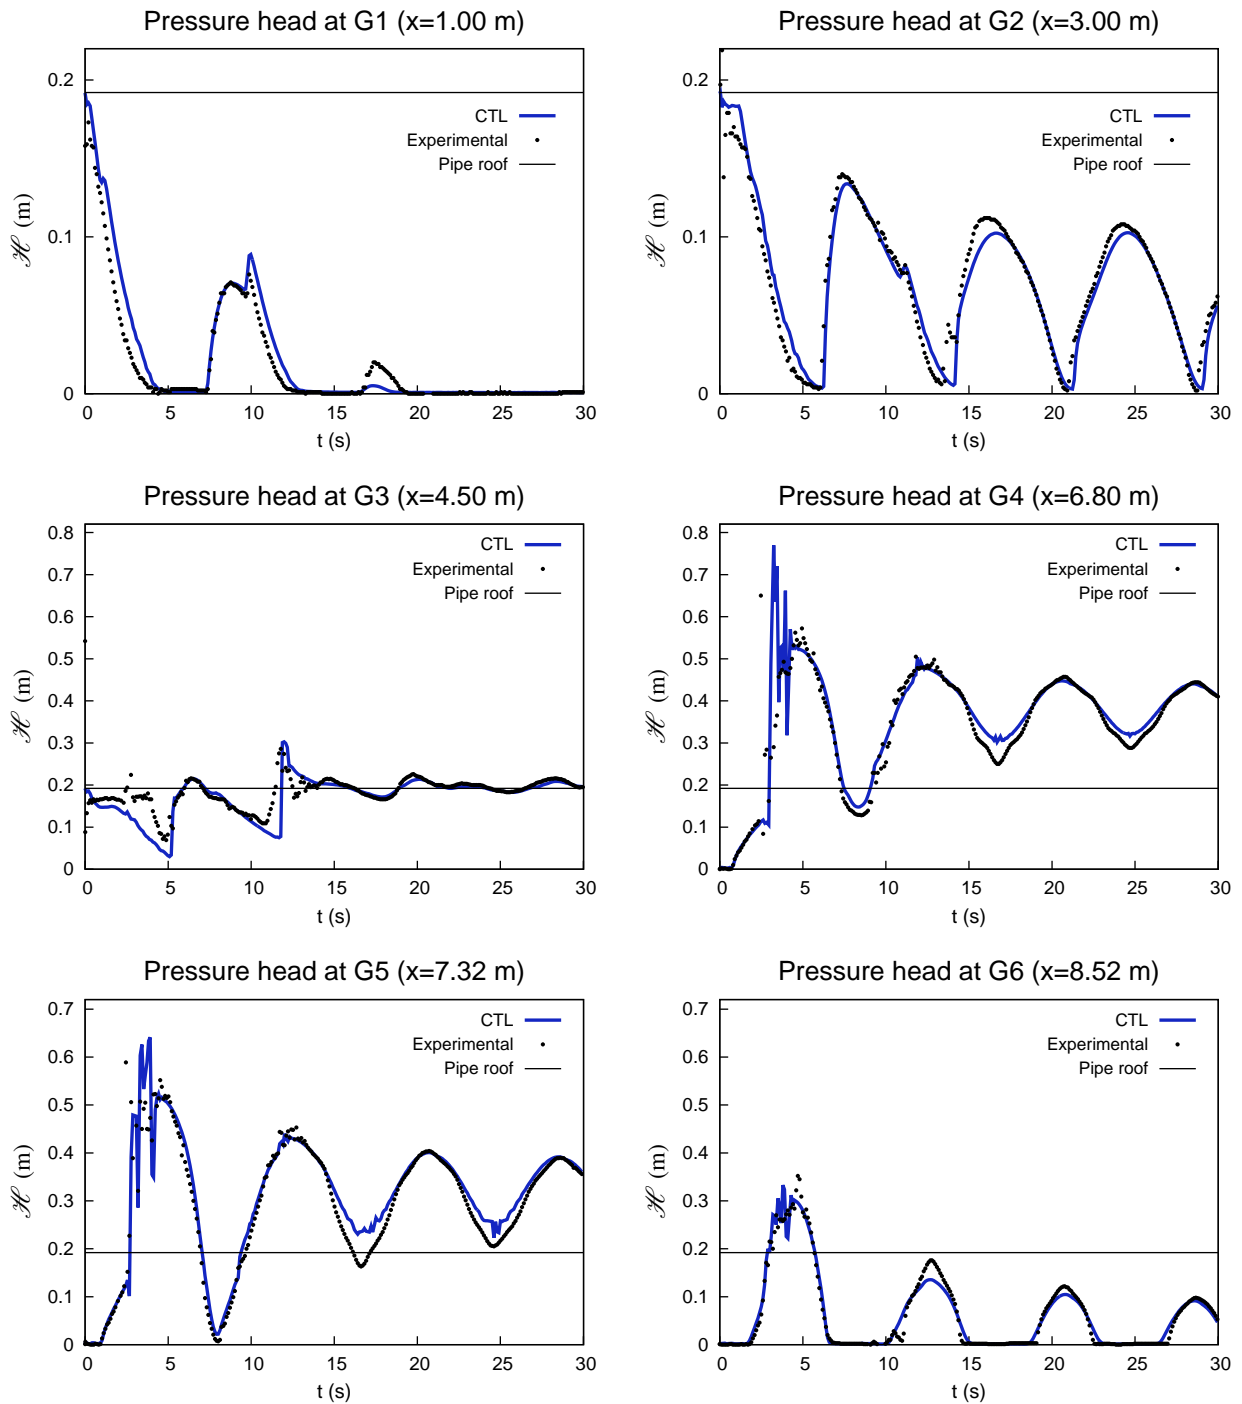 Pressure head at G1 (x=1.00 m)
0.2
0.1
0
ℋ (m)
CTL
Experimental
Pipe roof
0 5 10 15 20 25 30
t (s)
Pressure head at G2 (x=3.00 m)
0.2
0.1
0
ℋ (m)
CTL
Experimental
Pipe roof
0 5 10 15 20 25 30
t (s)
Pressure head at G3 (x=4.50 m)
0.8
0.7
0.6
0.5
0.4
0.3
0.2
0.1
0
ℋ (m)
CTL
Experimental
Pipe roof
0 5 10 15 20 25 30
t (s)
Pressure head at G4 (x=6.80 m)
0.8
0.7
0.6
0.5
0.4
0.3
0.2
0.1
0
ℋ (m)
CTL
Experimental
Pipe roof
0 5 10 15 20 25 30
t (s)
Pressure head at G5 (x=7.32 m)
0.7
0.6
0.5
0.4
0.3
0.2
0.1
0
ℋ (m)
CTL
Experimental
Pipe roof
0 5 10 15 20 25 30
t (s)
Pressure head at G6 (x=8.52 m)
0.7
0.6
0.5
0.4
0.3
0.2
0.1
0
ℋ (m)
CTL
Experimental
Pipe roof
0 5 10 15 20 25 30
t (s)